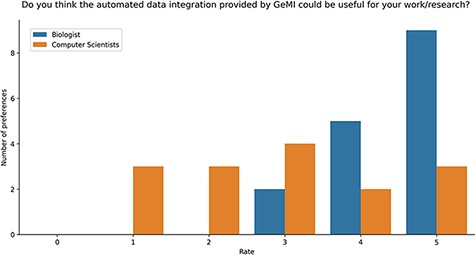 Do you think the automated data integration provided by GeMI could be useful for your work/research?
Biologist
Computer Scientists
Number of preferences
8
6
4
2
0
0 1 2 3 4 5
Rate